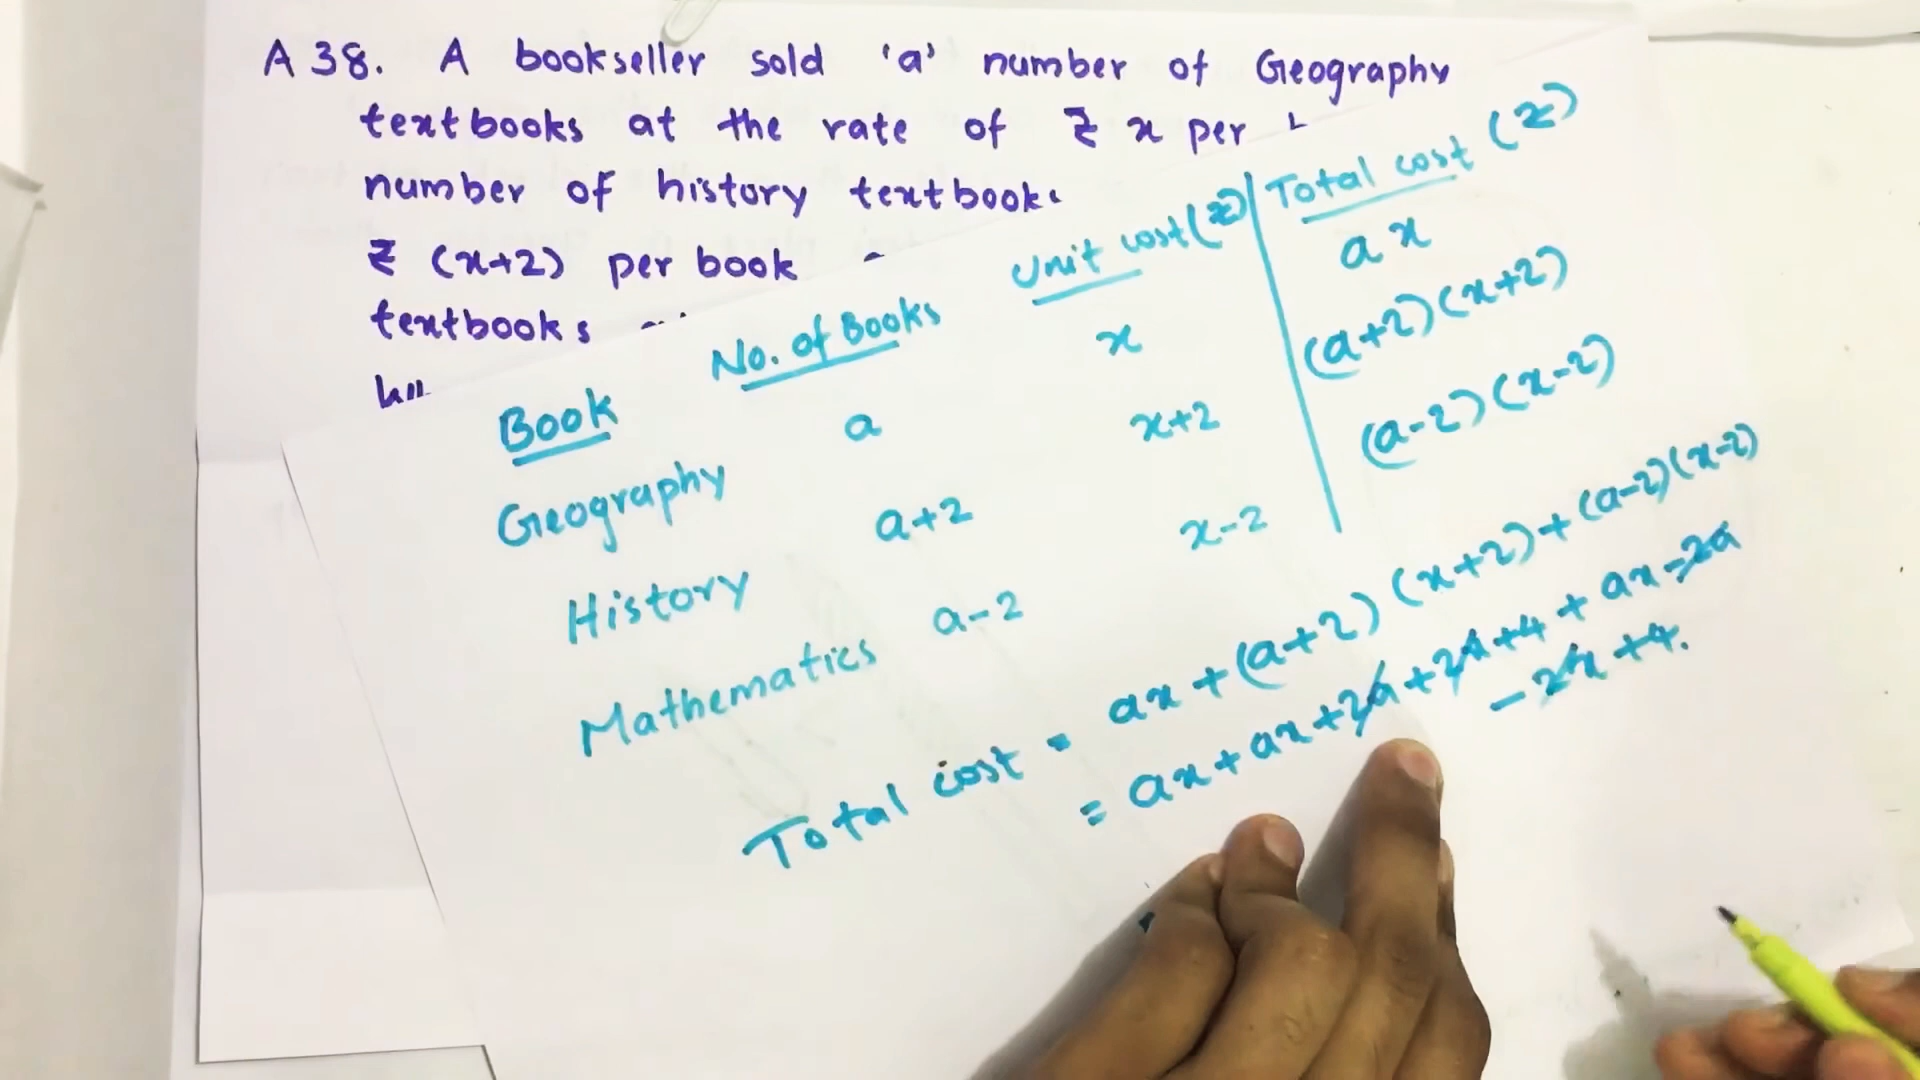 A 38. A bookseller sold 'a' number of Geography
textbooks at the rate of ₹ x per
number of history textbooks
₹ (x+2) per book
textbooks
Book No. of Books Unit cost(₹) Total cost (₹)
Geography a x ax
History a+2 x+2 (a+2)(x+2)
Mathematics a-2 x-2 (a-2)(x-2)
Total cost = ax + (a+2)(x+2) + (a-2)(x-2)
= ax + ax + 2a + 2x + 4 + ax - 2a
- 2x + 4.